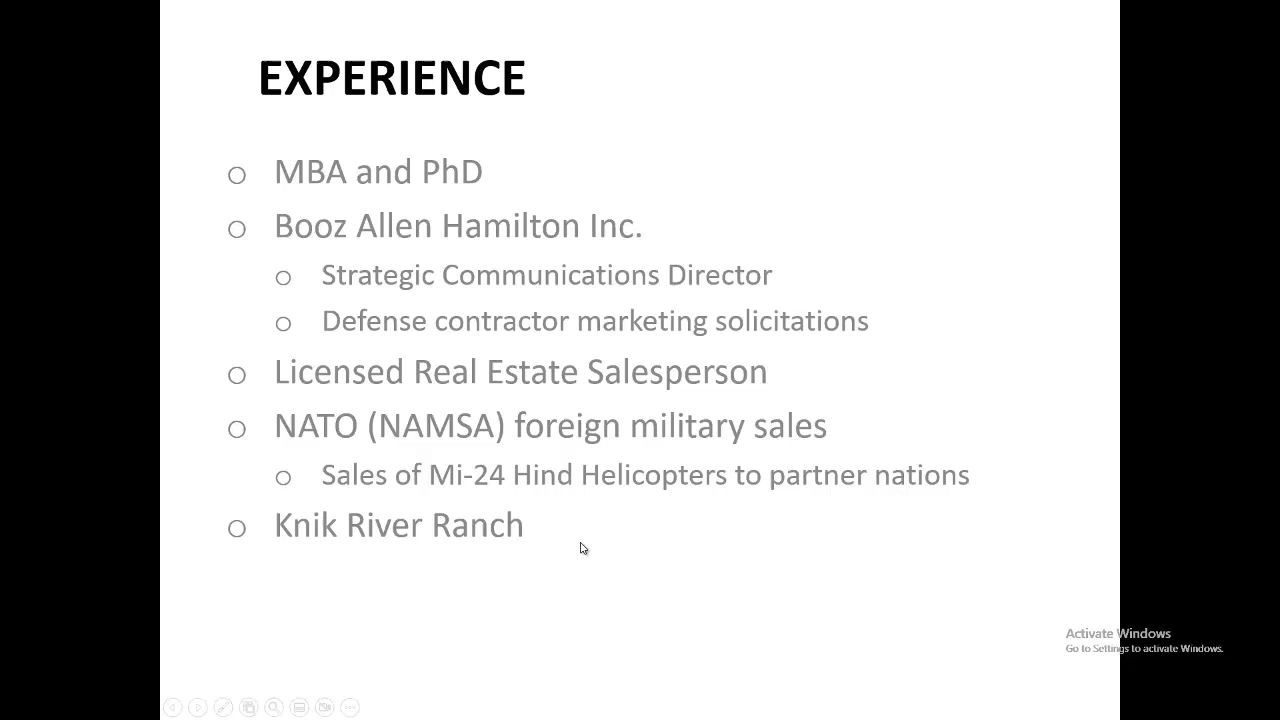 EXPERIENCE
MBA and PhD
Booz Allen Hamilton Inc.
Strategic Communications Director
Defense contractor marketing solicitations
Licensed Real Estate Salesperson
NATO (NAMSA) foreign military sales
Sales of Mi-24 Hind Helicopters to partner nations
Knik River Ranch
Activate Windows
Go to Settings to activate Windows.